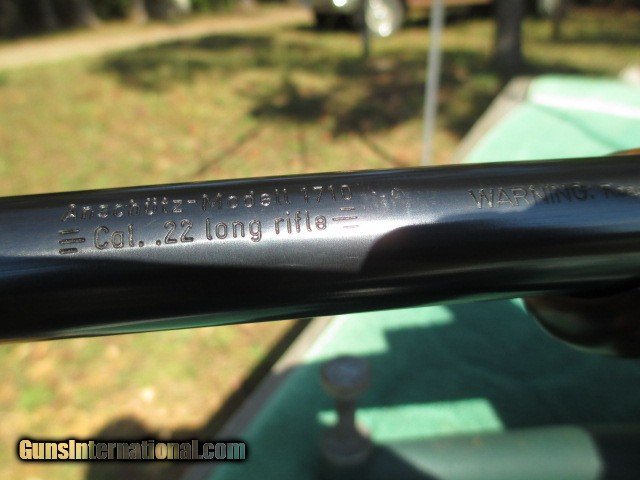 Anschütz-Modell 1710
Cal. .22 long rifle
WARNING:
GunsInternational.com